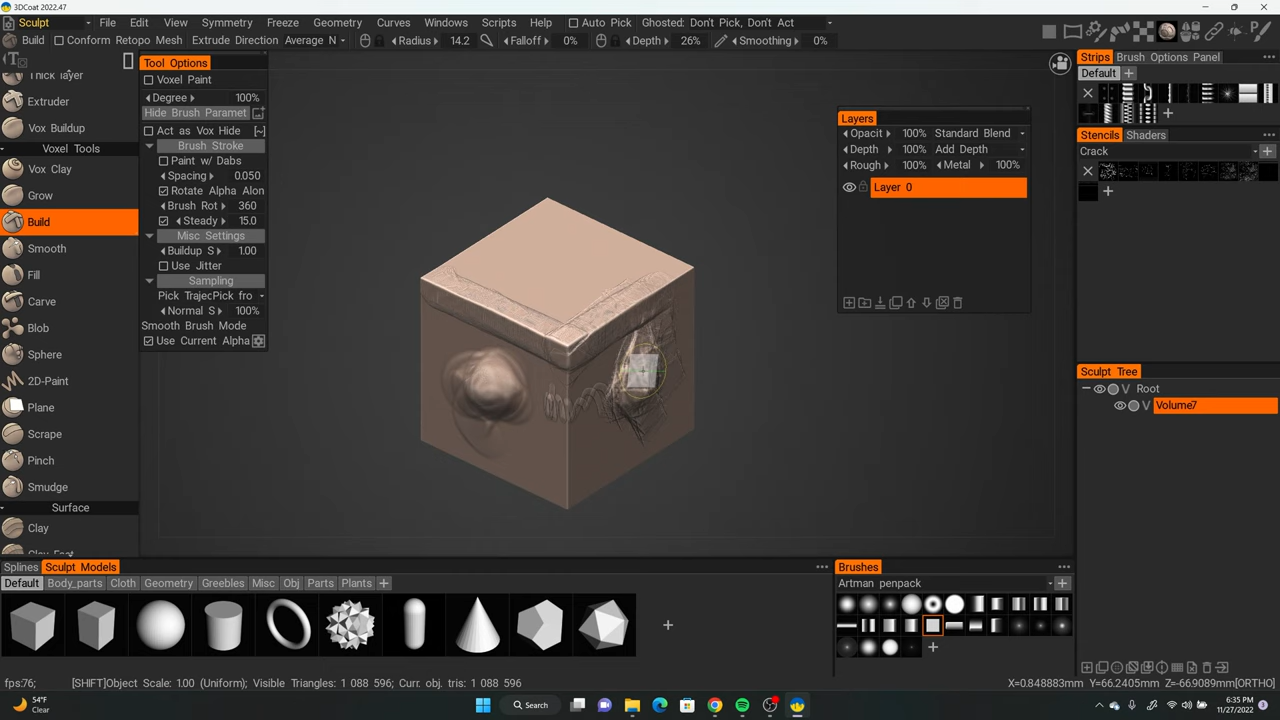 3DCoat 2022.47
Sculpt File Edit View Symmetry Freeze Geometry Curves Windows Scripts Help Auto Pick Ghosted: Don't Pick, Don't Act
Build Conform Retopo Mesh Extrude Direction Average N Radius 14.2 Falloff 0% Depth 26% Smoothing 0%
Thick layer
Extruder
Vox Buildup
Voxel Tools
Vox Clay
Grow
Build
Smooth
Fill
Carve
Blob
Sphere
2D-Paint
Plane
Scrape
Pinch
Smudge
Surface
Clay
Clay Fast
Tool Options
Voxel Paint
Degree 100%
Hide Brush Paramet
Act as Vox Hide [~]
Brush Stroke
Paint w/ Dabs
Spacing 0.050
Rotate Alpha Alon
Brush Rot 360
Steady 15.0
Misc Settings
Buildup S 1.00
Use Jitter
Sampling
Pick TrajecPick fro
Normal S 100%
Smooth Brush Mode
Use Current Alpha
Layers
Opacit 100% Standard Blend
Depth 100% Add Depth
Rough 100% Metal 100%
Layer 0
Strips Brush Options Panel
Default
Stencils Shaders
Crack
Sculpt Tree
V Root
V Volume7
Splines Sculpt Models
Default Body_parts Cloth Geometry Greebles Misc Obj Parts Plants
Brushes
Artman penpack
fps:76; [SHIFT]Object Scale: 1.00 (Uniform); Visible Triangles: 1 088 596; Curr. obj. tris: 1 088 596 X=0.848883mm Y=66.2405mm Z=-66.9089mm[ORTHO]
54°F
Clear
Search
6:35 PM
11/27/2022